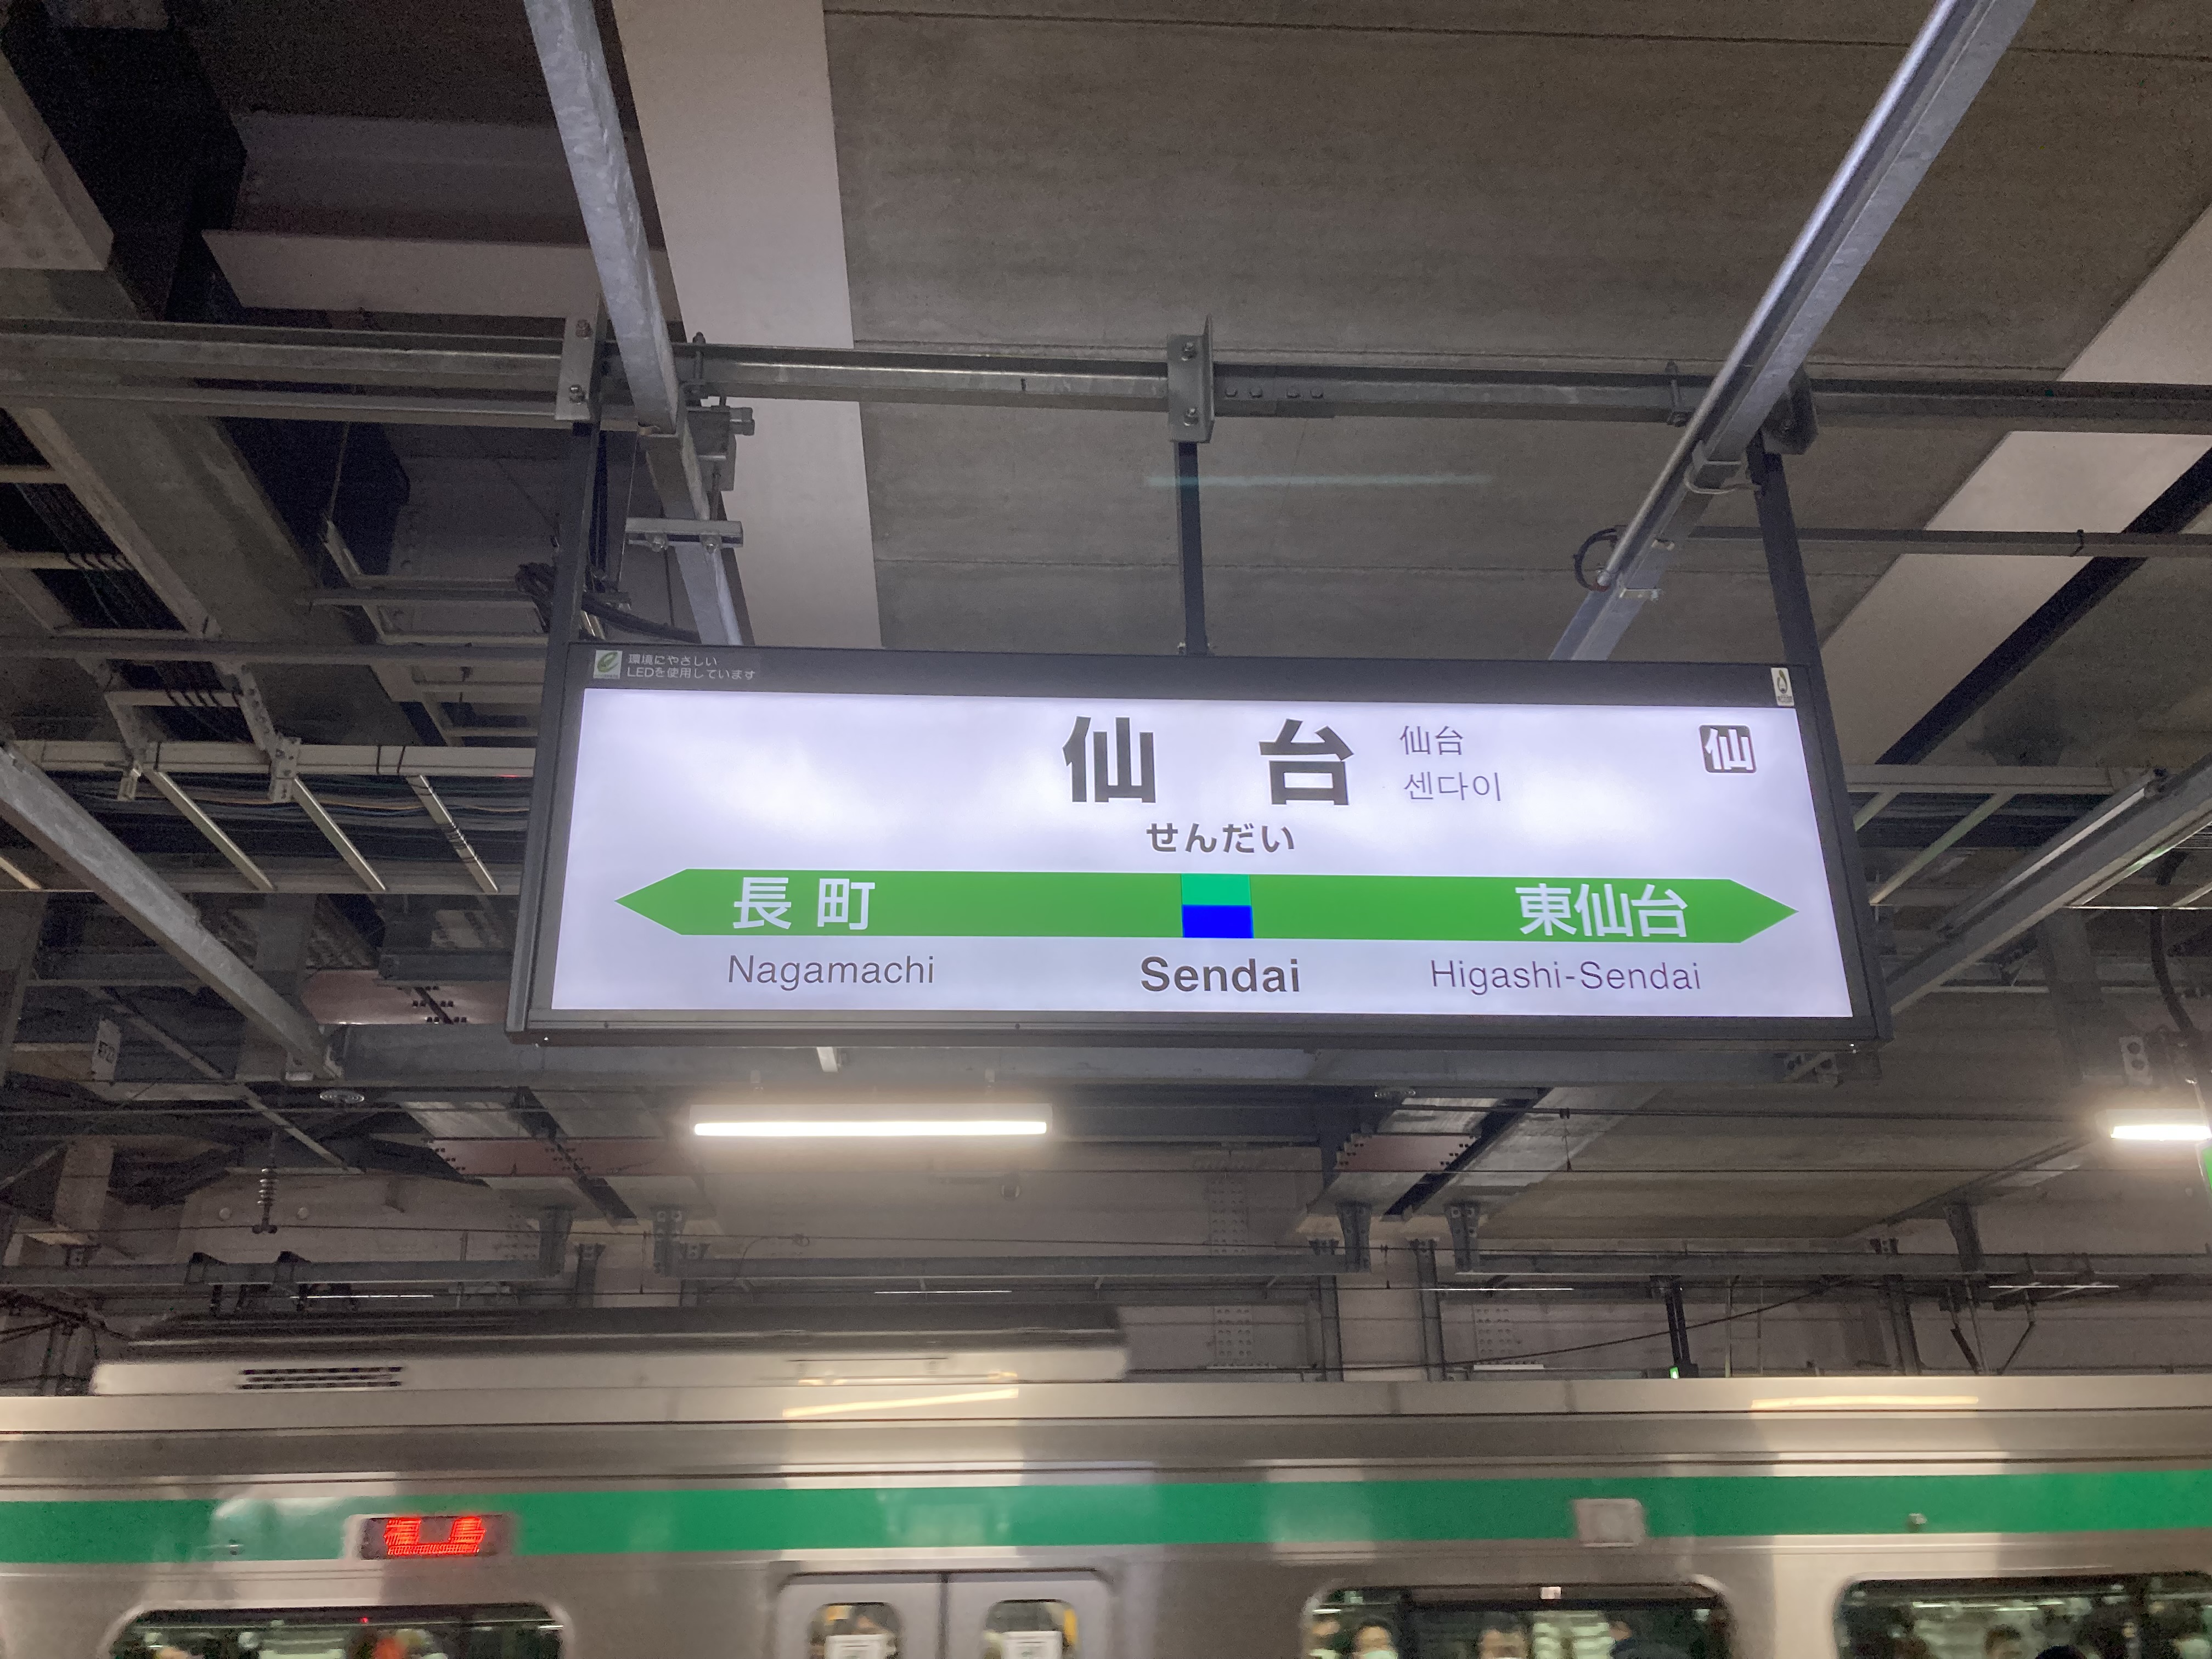 環境にやさしい
LEDを使用しています
仙台
仙台
센다이
仙
せんだい
長町
東仙台
Nagamachi
Sendai
Higashi-Sendai